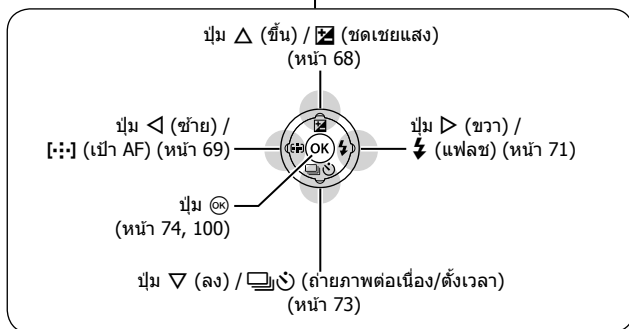 ปุ่ม △ (ขึ้น) / (ชดเชยแสง)
(หน้า 68)
ปุ่ม ◁ (ซ้าย) /
[·:·] (เป้า AF) (หน้า 69)
ปุ่ม ▷ (ขวา) /
(แฟลช) (หน้า 71)
OK
ปุ่ม OK
(หน้า 74, 100)
ปุ่ม ▽ (ลง) / (ถ่ายภาพต่อเนื่อง/ตั้งเวลา)
(หน้า 73)